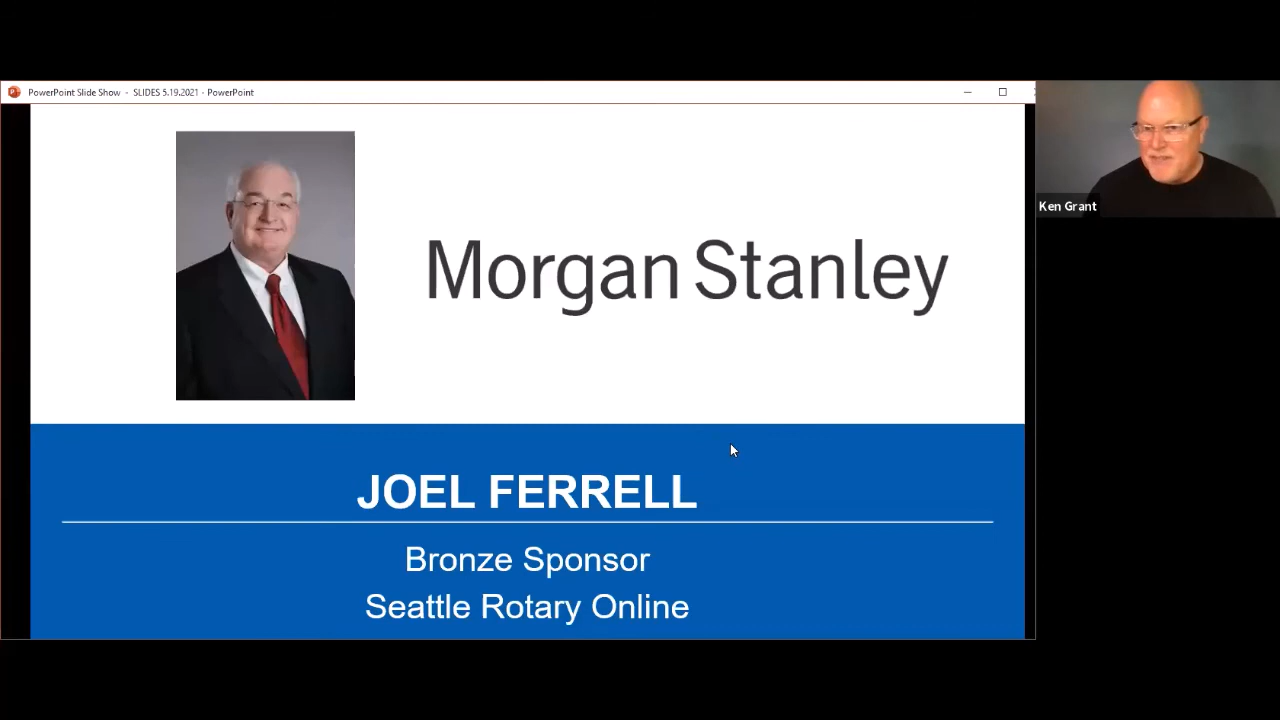 PowerPoint Slide Show - SLIDES 5.19.2021 - PowerPoint
Morgan Stanley
Ken Grant
JOEL FERRELL
Bronze Sponsor
Seattle Rotary Online